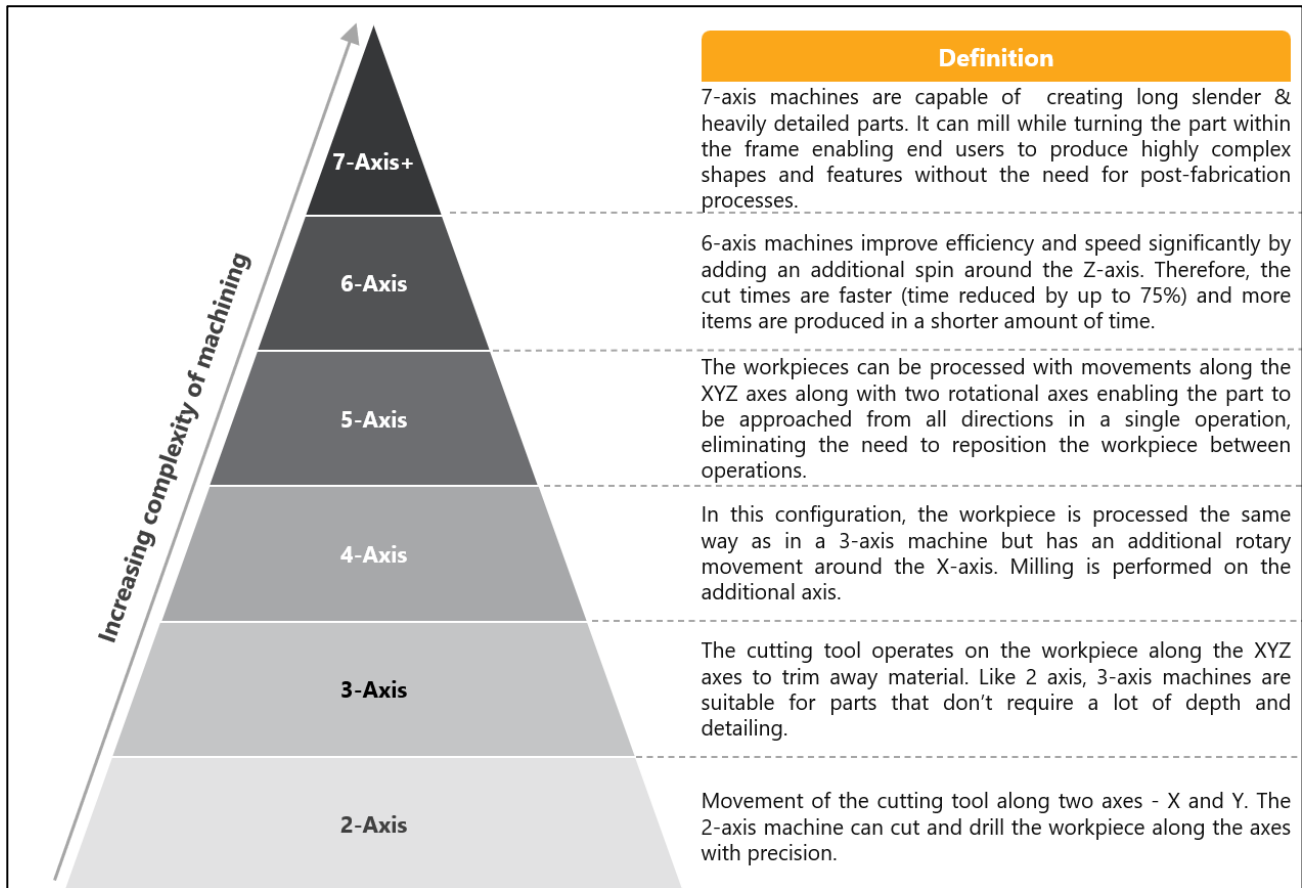 Definition
7-Axis+
7-axis machines are capable of creating long slender &
heavily detailed parts. It can mill while turning the part within
the frame enabling end users to produce highly complex
shapes and features without the need for post-fabrication
processes.
6-Axis
6-axis machines improve efficiency and speed significantly by
adding an additional spin around the Z-axis. Therefore, the
cut times are faster (time reduced by up to 75%) and more
items are produced in a shorter amount of time.
5-Axis
The workpieces can be processed with movements along the
XYZ axes along with two rotational axes enabling the part to
be approached from all directions in a single operation,
eliminating the need to reposition the workpiece between
operations.
4-Axis
In this configuration, the workpiece is processed the same
way as in a 3-axis machine but has an additional rotary
movement around the X-axis. Milling is performed on the
additional axis.
3-Axis
The cutting tool operates on the workpiece along the XYZ
axes to trim away material. Like 2 axis, 3-axis machines are
suitable for parts that don’t require a lot of depth and
detailing.
2-Axis
Movement of the cutting tool along two axes - X and Y. The
2-axis machine can cut and drill the workpiece along the axes
with precision.
Increasing complexity of machining